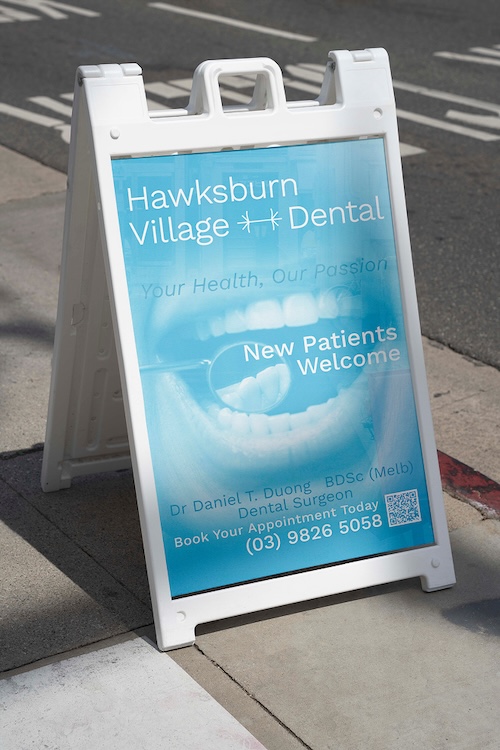 Hawksburn
Village Dental
Your Health, Our Passion
New Patients
Welcome
Dr Daniel T. Duong BDSc (Melb)
Dental Surgeon
Book Your Appointment Today
(03) 9826 5058